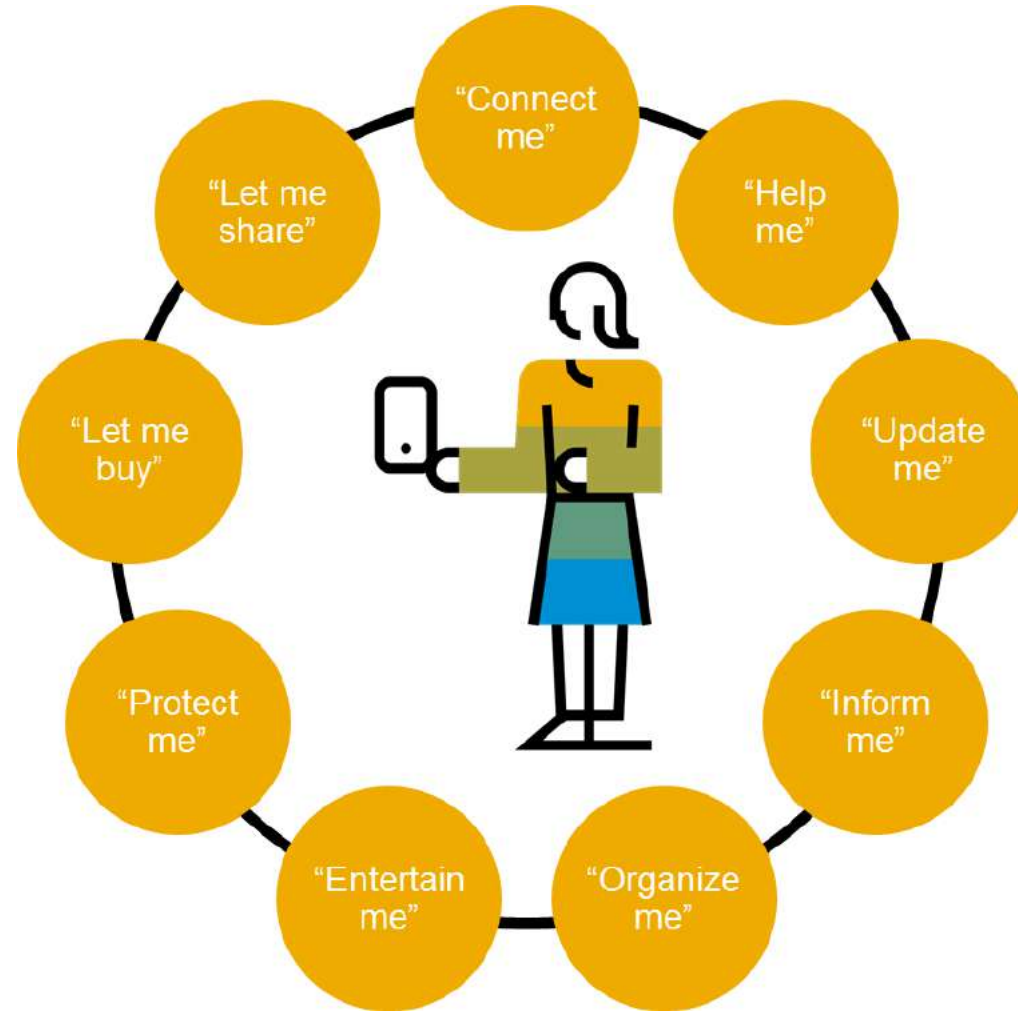 “Connect
me”
“Help
me”
“Update
me”
“Inform
me”
“Organize
me”
“Entertain
me”
“Protect
me”
“Let me
buy”
“Let me
share”